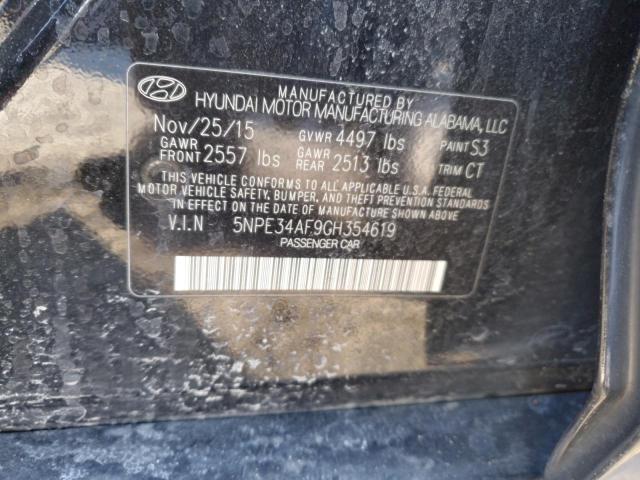 MANUFACTURED BY
HYUNDAI MOTOR MANUFACTURING ALABAMA, LLC
Nov/25/15 GVWR 4497 lbs PAINT S3
GAWR FRONT 2557 lbs GAWR REAR 2513 lbs TRIM CT
THIS VEHICLE CONFORMS TO ALL APPLICABLE U.S.A. FEDERAL
MOTOR VEHICLE SAFETY, BUMPER, AND THEFT PREVENTION STANDARDS
IN EFFECT ON THE DATE OF MANUFACTURE SHOWN ABOVE.
V.I.N 5NPE34AF9GH354619
PASSENGER CAR